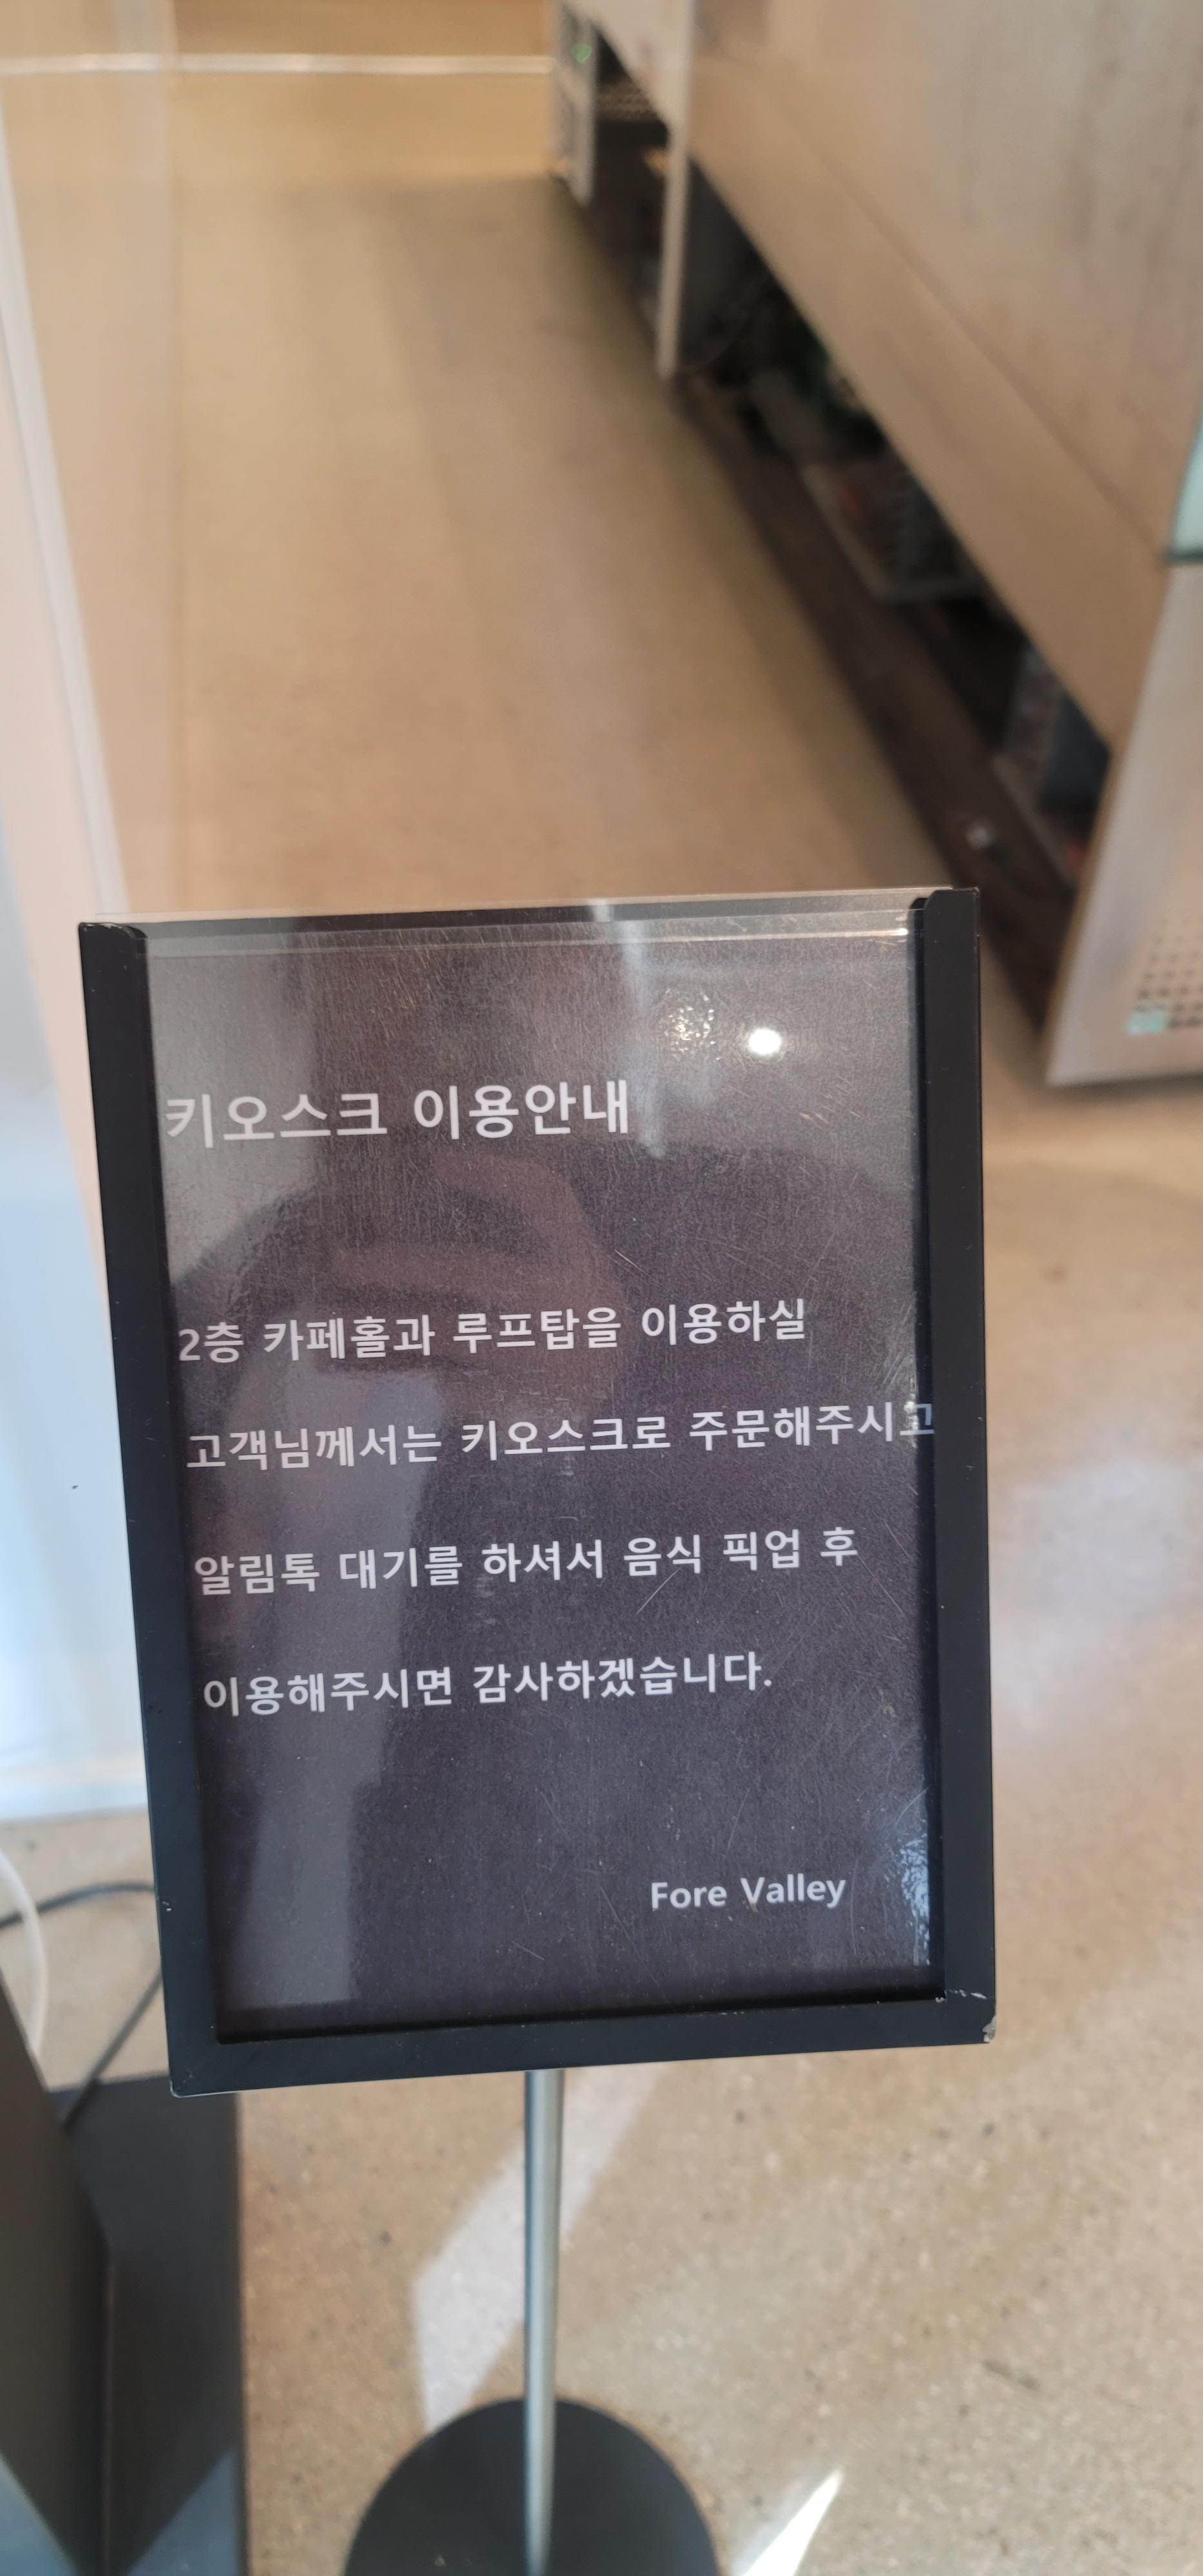 키오스크 이용안내
2층 카페홀과 루프탑을 이용하실
고객님께서는 키오스크로 주문해주시고
알림톡 대기를 하셔서 음식 픽업 후
이용해주시면 감사하겠습니다.
Fore Valley